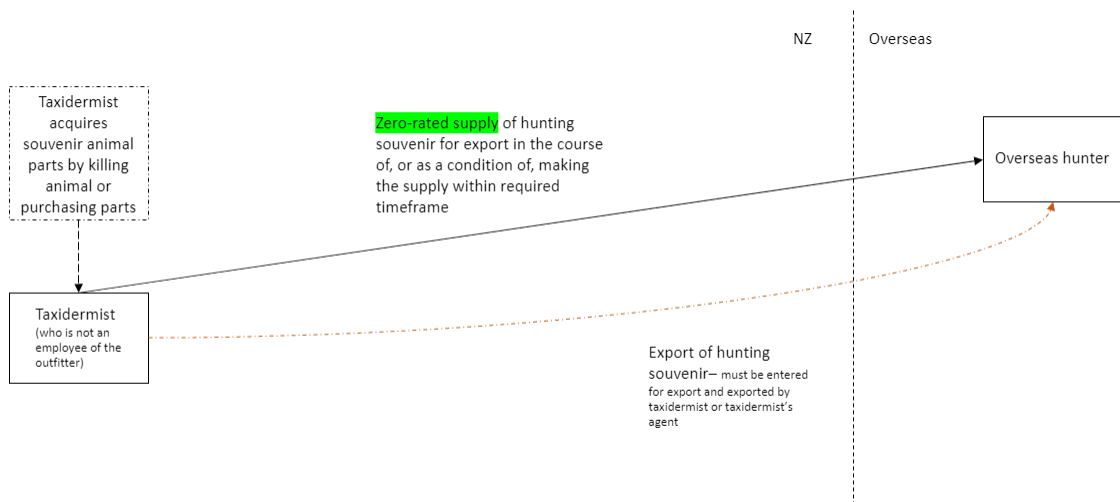 NZ
Overseas
Taxidermist
acquires
souvenir animal
parts by killing
animal or
purchasing parts
Zero-rated supply of hunting
souvenir for export in the course
of, or as a condition of, making
the supply within required
timeframe
Overseas hunter
Taxidermist
(who is not an
employee of the
outfitter)
Export of hunting
souvenir– must be entered
for export and exported by
taxidermist or taxidermist's
agent